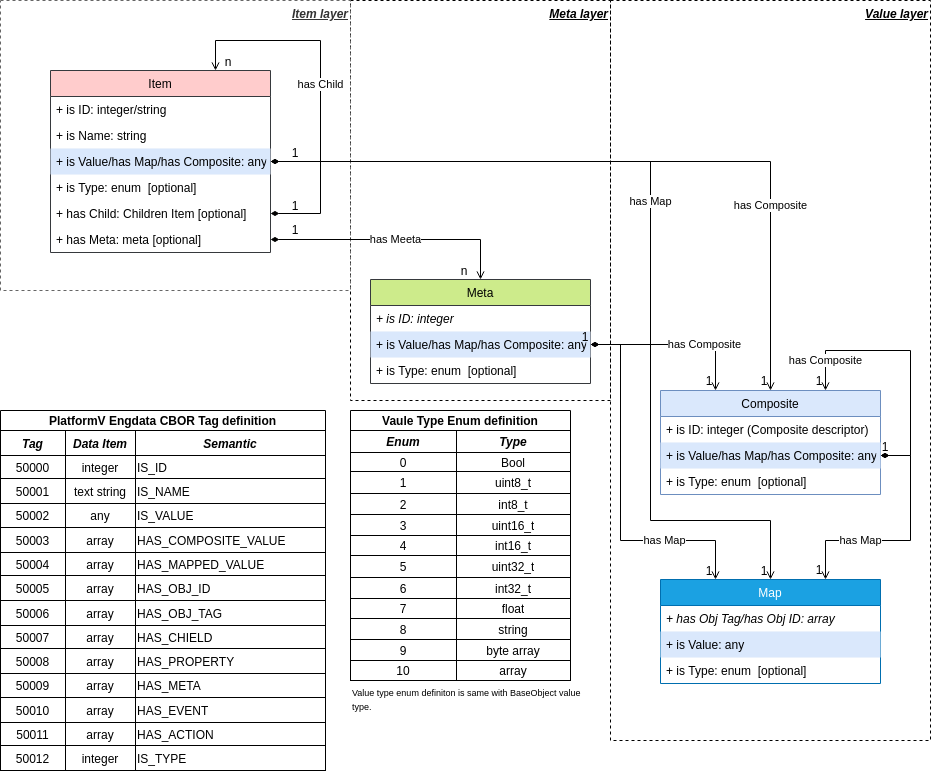 Item layer
Meta layer
Value layer
n
has Child
Item
+ is ID: integer/string
+ is Name: string
+ is Value/has Map/has Composite: any
1
+ is Type: enum  [optional]
+ has Child: Children Item [optional]
1
+ has Meta: meta [optional]
1
has Meeta
n
has Map
has Composite
Meta
+ is ID: integer
+ is Value/has Map/has Composite: any
1
+ is Type: enum  [optional]
has Composite
has Composite
1
1
1
Composite
+ is ID: integer (Composite descriptor)
+ is Value/has Map/has Composite: any
1
+ is Type: enum  [optional]
has Map
has Map
1
1
1
Map
+ has Obj Tag/has Obj ID: array
+ is Value: any
+ is Type: enum  [optional]
PlatformV Engdata CBOR Tag definition
Tag Data Item Semantic
50000 integer IS_ID
50001 text string IS_NAME
50002 any IS_VALUE
50003 array HAS_COMPOSITE_VALUE
50004 array HAS_MAPPED_VALUE
50005 array HAS_OBJ_ID
50006 array HAS_OBJ_TAG
50007 array HAS_CHIELD
50008 array HAS_PROPERTY
50009 array HAS_META
50010 array HAS_EVENT
50011 array HAS_ACTION
50012 integer IS_TYPE
Vaule Type Enum definition
Enum Type
0 Bool
1 uint8_t
2 int8_t
3 uint16_t
4 int16_t
5 uint32_t
6 int32_t
7 float
8 string
9 byte array
10 array
Value type enum definiton is same with BaseObject value
type.